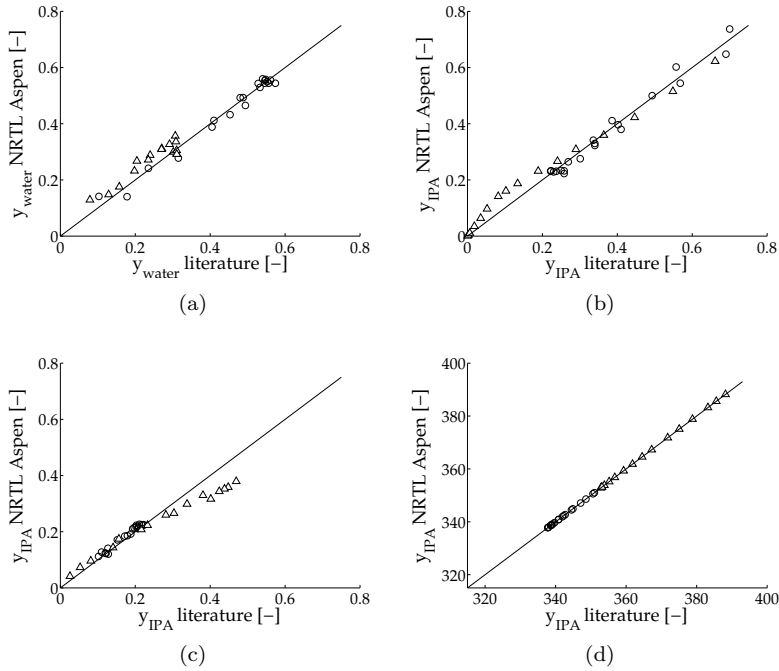 0.8
0.6
0.4
0.2
0
y_water NRTL Aspen [−]
0 0.2 0.4 0.6 0.8
y_water literature [−]
(a)
0.8
0.6
0.4
0.2
0
y_IPA NRTL Aspen [−]
0 0.2 0.4 0.6 0.8
y_IPA literature [−]
(b)
0.8
0.6
0.4
0.2
0
y_IPA NRTL Aspen [−]
0 0.2 0.4 0.6 0.8
y_IPA literature [−]
(c)
400
380
360
340
320
y_IPA NRTL Aspen [−]
320 340 360 380 400
y_IPA literature [−]
(d)